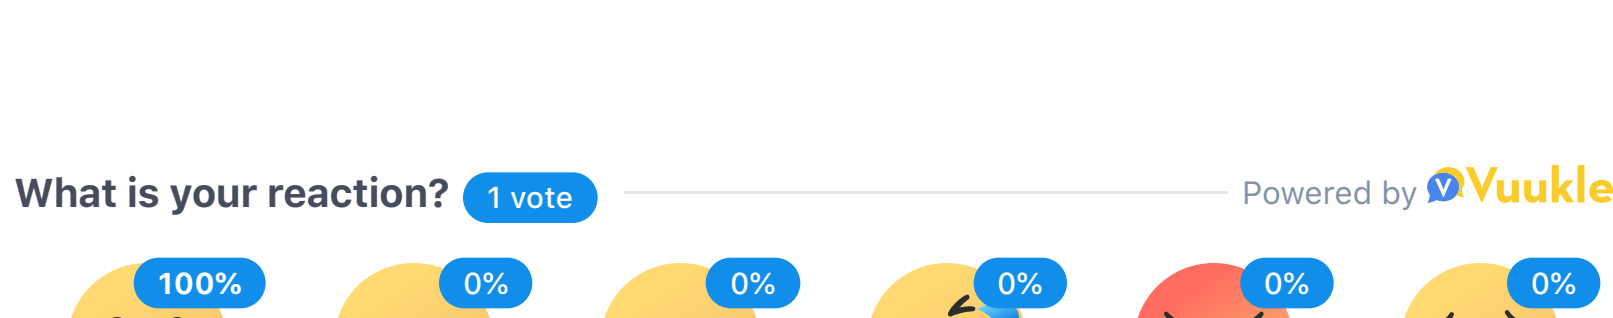 What is your reaction? 1 vote Powered by V Vuukle
100% 0% 0% 0% 0% 0%